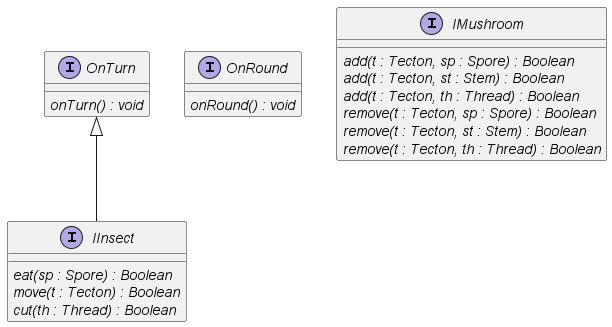 I OnTurn
onTurn() : void
I OnRound
onRound() : void
I IMushroom
add(t : Tecton, sp : Spore) : Boolean
add(t : Tecton, st : Stem) : Boolean
add(t : Tecton, th : Thread) : Boolean
remove(t : Tecton, sp : Spore) : Boolean
remove(t : Tecton, st : Stem) : Boolean
remove(t : Tecton, th : Thread) : Boolean
I IInsect
eat(sp : Spore) : Boolean
move(t : Tecton) : Boolean
cut(th : Thread) : Boolean